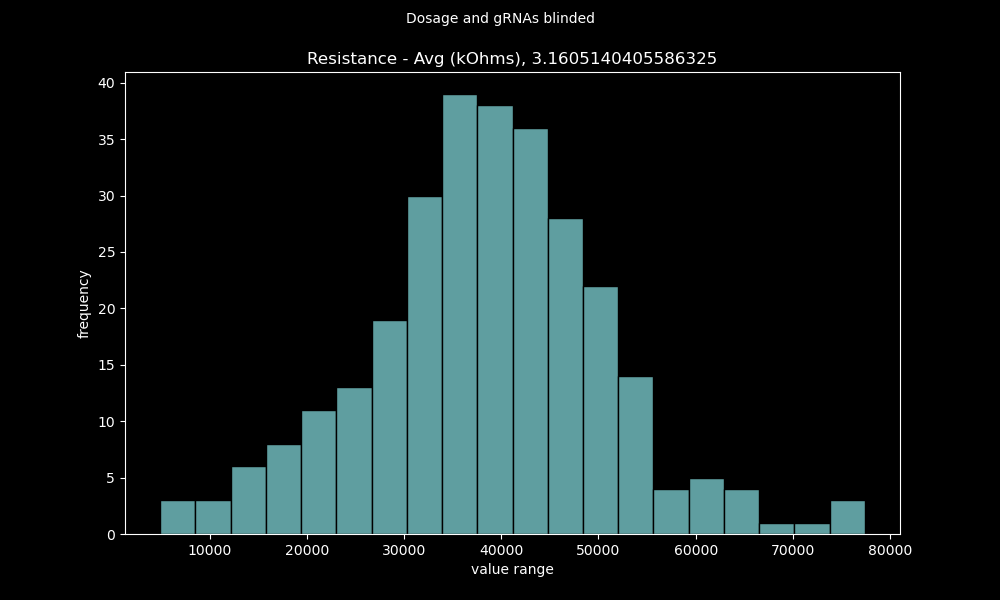 Dosage and gRNAs blinded
Resistance - Avg (kOhms), 3.1605140405586325
40
35
30
25
20
15
10
5
0
frequency
10000 20000 30000 40000 50000 60000 70000 80000
value range